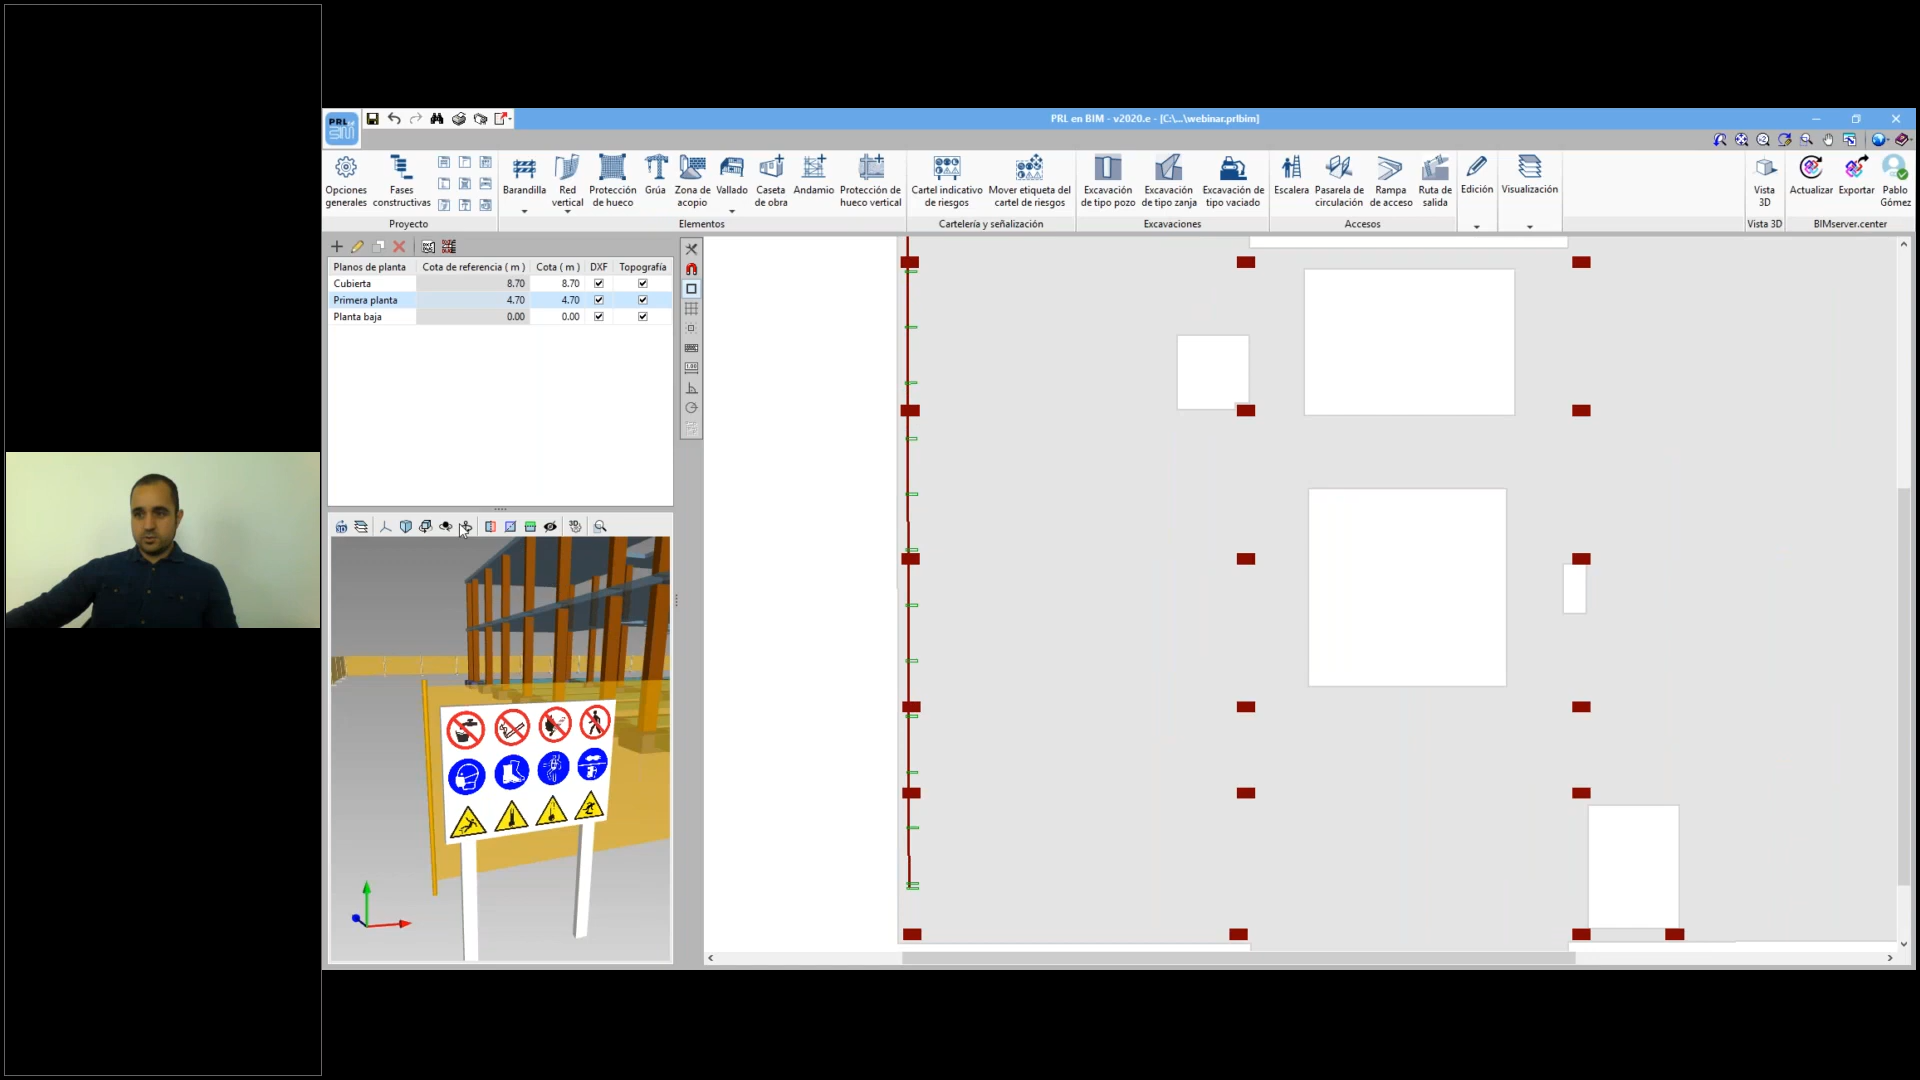 PRL en BIM - v2020.e - [C:\...\webinar.prlbim]
PRL
Opciones generales
Fases constructivas
Proyecto
Barandilla
Red vertical
Protección de hueco
Grúa
Zona de acopio
Vallado
Caseta de obra
Andamio
Protección de hueco vertical
Elementos
Cartel indicativo de riesgos
Mover etiqueta del cartel de riesgos
Cartelería y señalización
Excavación de tipo pozo
Excavación de tipo zanja
Excavación de tipo vaciado
Excavaciones
Escalera
Pasarela de circulación
Rampa de acceso
Ruta de salida
Accesos
Edición
Visualización
Vista 3D
Vista 3D
Actualizar
Exportar
Pablo Gómez
BIMserver.center
Planos de planta Cota de referencia ( m ) Cota ( m ) DXF Topografía
Cubierta 8.70 8.70
Primera planta 4.70 4.70
Planta baja 0.00 0.00